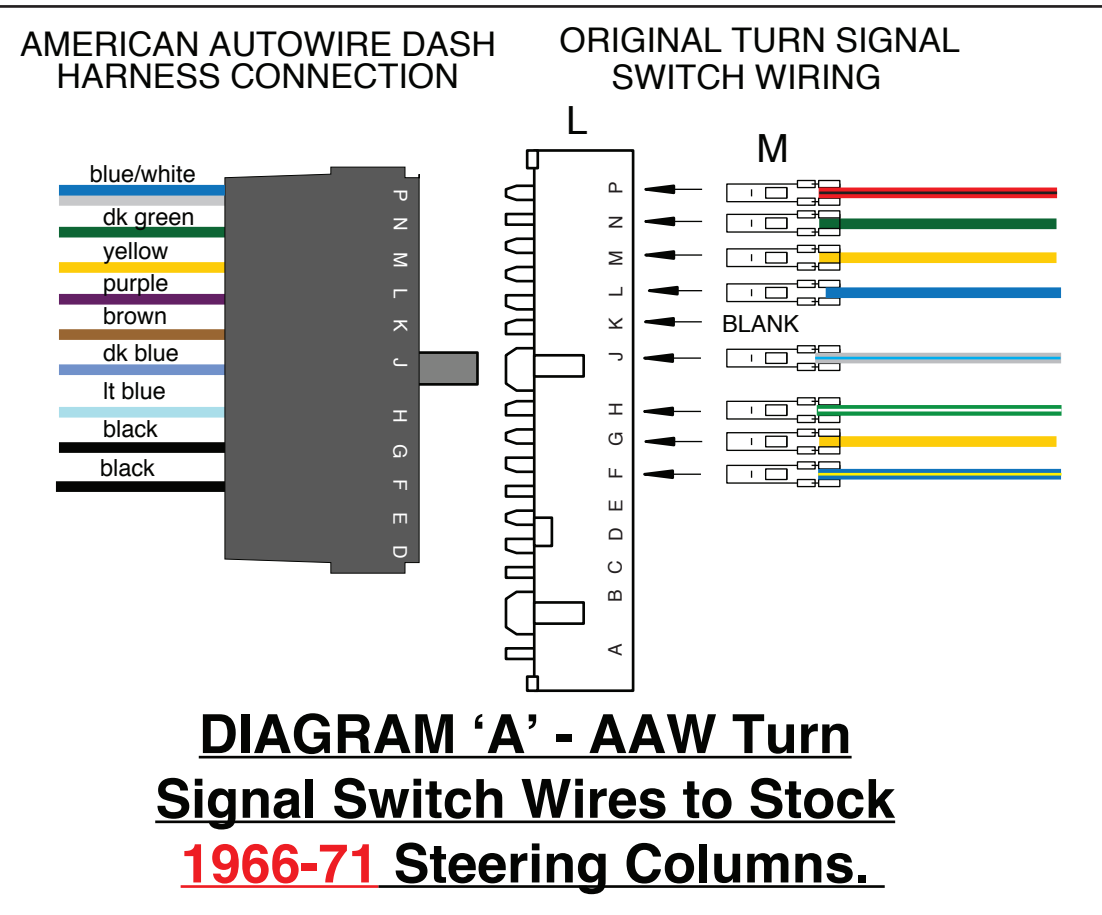 AMERICAN AUTOWIRE DASH
HARNESS CONNECTION
ORIGINAL TURN SIGNAL
SWITCH WIRING
L
M
blue/white
dk green
yellow
purple
brown
dk blue
lt blue
black
black
P
N
M
L
K
J
H
G
F
E
D
P
N
M
L
K
J
H
G
F
E
D
C
B
A
BLANK
DIAGRAM ‘A’ - AAW Turn
Signal Switch Wires to Stock
1966-71 Steering Columns.